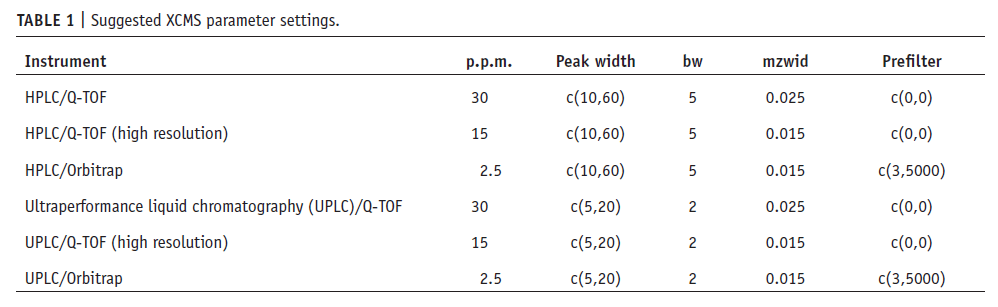 TABLE 1 | Suggested XCMS parameter settings.
Instrument p.p.m. Peak width bw mzwid Prefilter
HPLC/Q-TOF 30 c(10,60) 5 0.025 c(0,0)
HPLC/Q-TOF (high resolution) 15 c(10,60) 5 0.015 c(0,0)
HPLC/Orbitrap 2.5 c(10,60) 5 0.015 c(3,5000)
Ultraperformance liquid chromatography (UPLC)/Q-TOF 30 c(5,20) 2 0.025 c(0,0)
UPLC/Q-TOF (high resolution) 15 c(5,20) 2 0.015 c(0,0)
UPLC/Orbitrap 2.5 c(5,20) 2 0.015 c(3,5000)